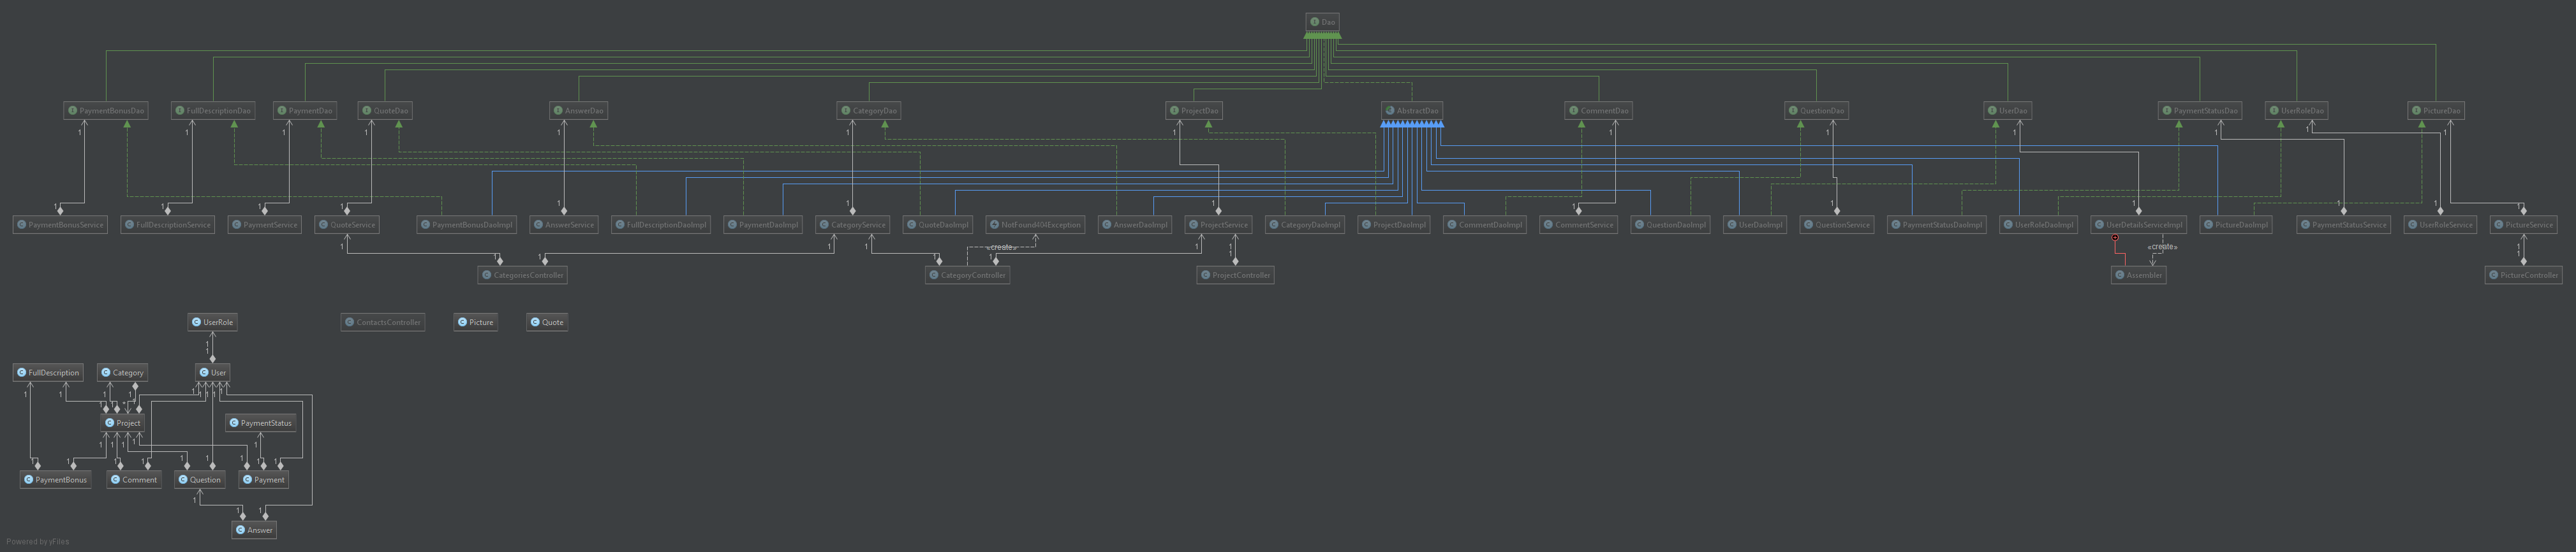 Dao
PaymentBonusDao
FullDescriptionDao
PaymentDao
QuoteDao
AnswerDao
CategoryDao
ProjectDao
AbstractDao
CommentDao
QuestionDao
UserDao
PaymentStatusDao
UserRoleDao
PictureDao
PaymentBonusService
FullDescriptionService
PaymentService
QuoteService
PaymentBonusDaoImpl
AnswerService
FullDescriptionDaoImpl
PaymentDaoImpl
CategoryService
QuoteDaoImpl
NotFound404Exception
AnswerDaoImpl
ProjectService
CategoryDaoImpl
ProjectDaoImpl
CommentDaoImpl
CommentService
QuestionDaoImpl
UserDaoImpl
QuestionService
PaymentStatusDaoImpl
UserRoleDaoImpl
UserDetailsServiceImpl
PictureDaoImpl
PaymentStatusService
UserRoleService
PictureService
«create»
«create»
CategoriesController
CategoryController
ProjectController
Assembler
PictureController
UserRole
ContactsController
Picture
Quote
FullDescription
Category
User
Project
PaymentStatus
PaymentBonus
Comment
Question
Payment
Answer
Powered by yFiles